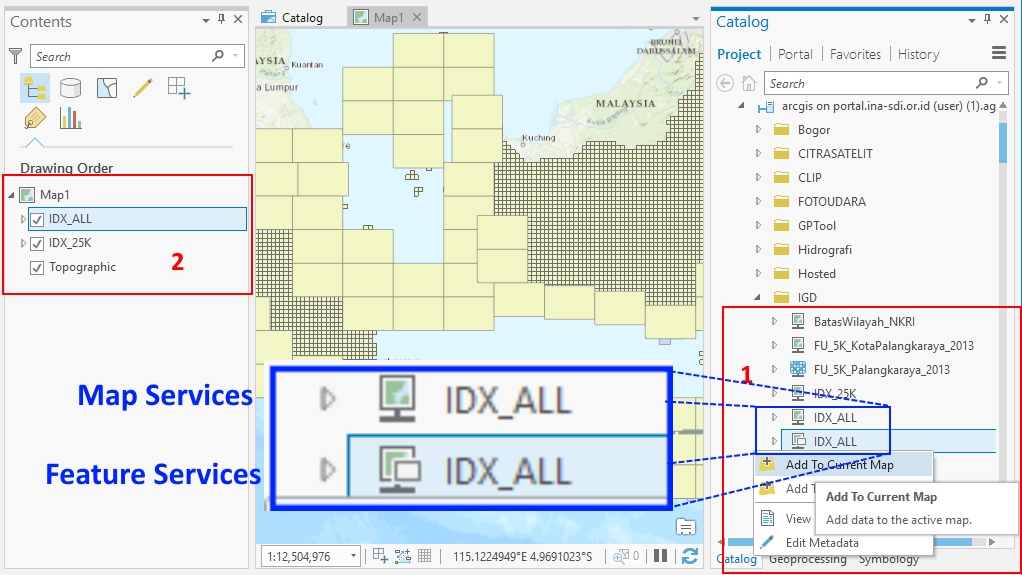 Contents
Search
Drawing Order
Map1
IDX_ALL
IDX_25K
Topographic
2
Catalog
Map1
Kuantan
a Lumpur
BRUNEI
DARUSSALAM
MALAYSIA
Kuching
Map Services
IDX_ALL
Feature Services
IDX_ALL
1:12,504,976
115.1224949°E 4.9691023°S
0
Catalog
Project
Portal
Favorites
History
Search
arcgis on portal.ina-sdi.or.id (user) (1).ag
Bogor
CITRASATELIT
CLIP
FOTOUDARA
GPTool
Hidrografi
Hosted
IGD
BatasWilayah_NKRI
FU_5K_KotaPalangkaraya_2013
1
FU_5K_Palangkaraya_2013
IDX_25K
IDX_ALL
IDX_ALL
Add To Current Map
Add T
Add To Current Map
Add data to the active map.
View
Edit Metadata
Catalog
Geoprocessing
Symbology